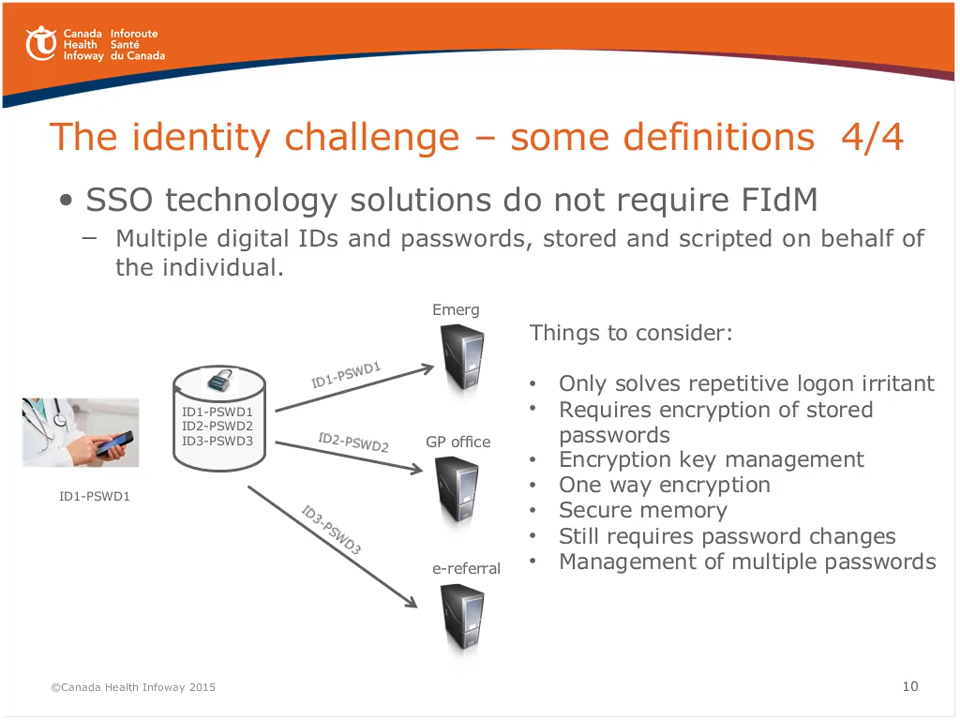 Canada Inforoute
Health Santé
Infoway du Canada
The identity challenge – some definitions 4/4
• SSO technology solutions do not require FIdM
– Multiple digital IDs and passwords, stored and scripted on behalf of
the individual.
Emerg
Things to consider:
ID1-PSWD1
ID1-PSWD1
ID2-PSWD2
ID3-PSWD3
ID2-PSWD2
GP office
ID1-PSWD1
ID3-PSWD3
e-referral
• Only solves repetitive logon irritant
• Requires encryption of stored
passwords
• Encryption key management
• One way encryption
• Secure memory
• Still requires password changes
• Management of multiple passwords
©Canada Health Infoway 2015
10